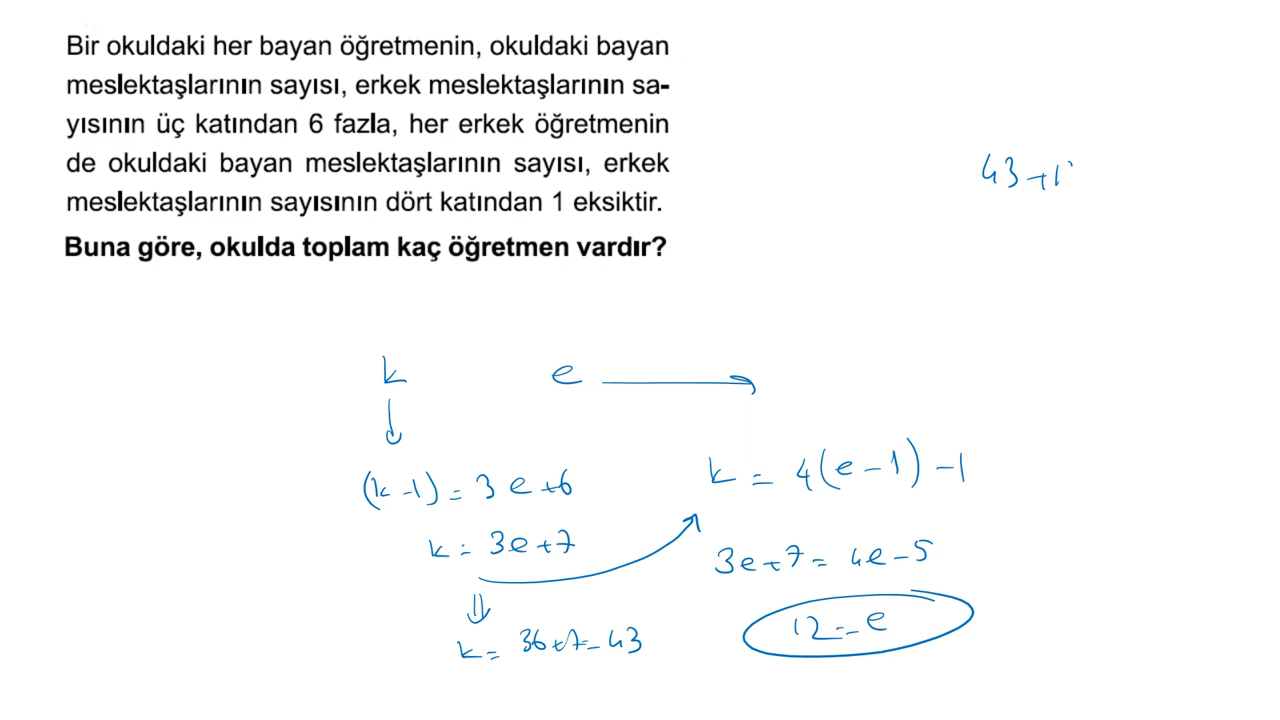 Bir okuldaki her bayan öğretmenin, okuldaki bayan
meslektaşlarının sayısı, erkek meslektaşlarının sa-
yısının üç katından 6 fazla, her erkek öğretmenin
de okuldaki bayan meslektaşlarının sayısı, erkek
meslektaşlarının sayısının dört katından 1 eksiktir.
Buna göre, okulda toplam kaç öğretmen vardır?
43+1
k e
(k-1) = 3e+6
k = 4(e-1)-1
k = 3e+7
3e+7 = 4e-5
12 = e
k = 36+7=43